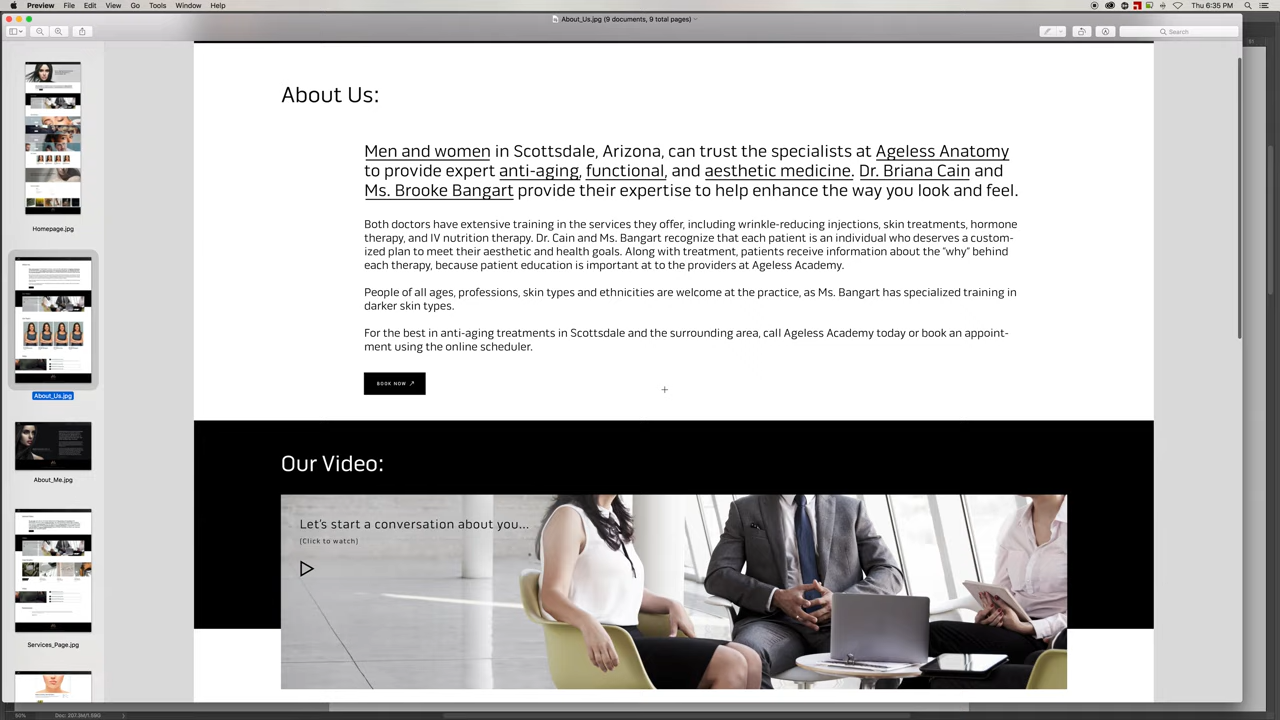 Preview File Edit View Go Tools Window Help
Thu 6:35 PM
About_Us.jpg (9 documents, 9 total pages)
Search
Homepage.jpg
About_Us.jpg
About_Me.jpg
Services_Page.jpg
About Us:
Men and women in Scottsdale, Arizona, can trust the specialists at Ageless Anatomy
to provide expert anti-aging, functional, and aesthetic medicine. Dr. Briana Cain and
Ms. Brooke Bangart provide their expertise to help enhance the way you look and feel.
Both doctors have extensive training in the services they offer, including wrinkle-reducing injections, skin treatments, hormone
therapy, and IV nutrition therapy. Dr. Cain and Ms. Bangart recognize that each patient is an individual who deserves a custom-
ized plan to meet their aesthetic and health goals. Along with treatment, patients receive information about the "why" behind
each therapy, because patient education is important at to the providers at Ageless Academy.
People of all ages, professions, skin types and ethnicities are welcome at the practice, as Ms. Bangart has specialized training in
darker skin types.
For the best in anti-aging treatments in Scottsdale and the surrounding area, call Ageless Academy today or book an appoint-
ment using the online scheduler.
BOOK NOW
Our Video:
Let's start a conversation about you...
(Click to watch)
50% Doc: 207.3M/1.59G